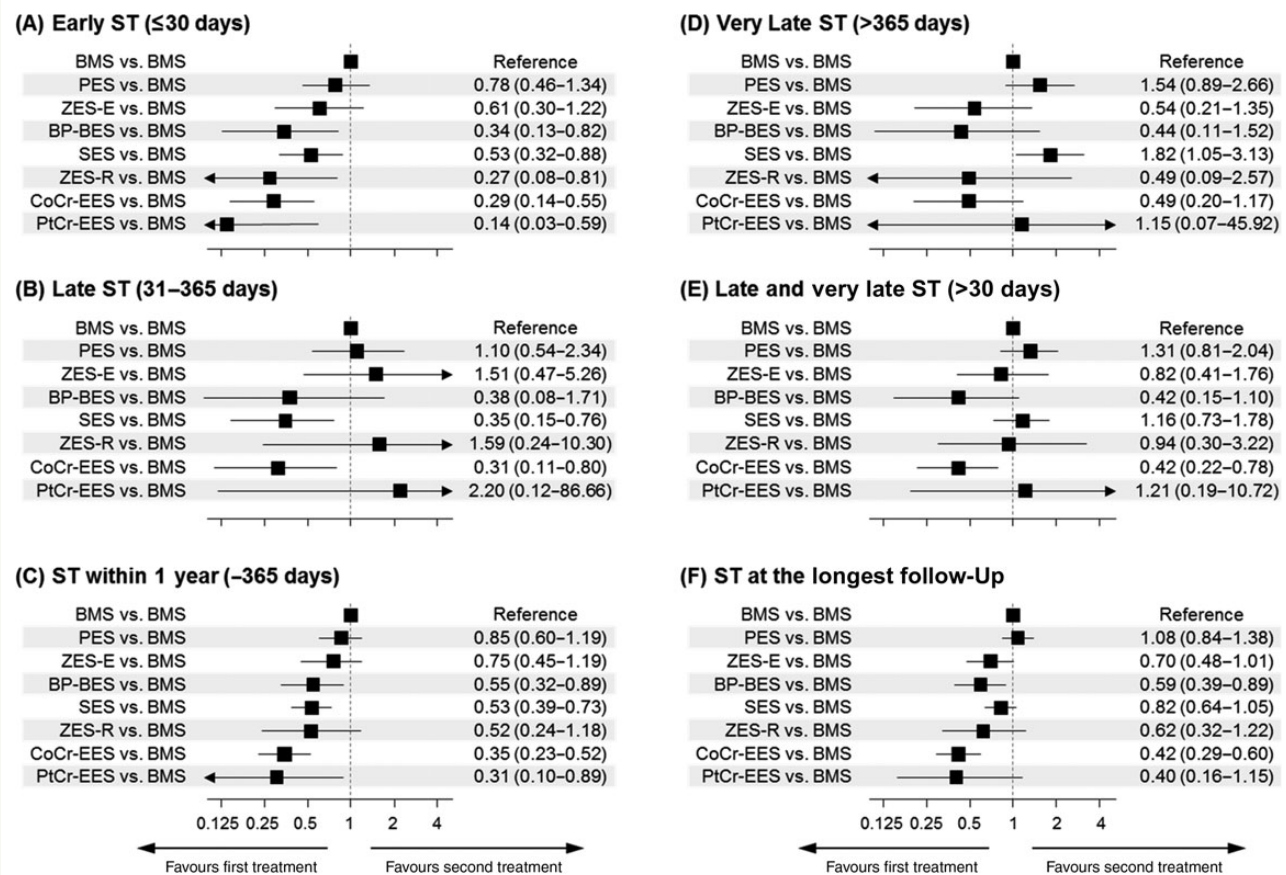 (A) Early ST (≤30 days)
BMS vs. BMS Reference
PES vs. BMS 0.78 (0.46–1.34)
ZES-E vs. BMS 0.61 (0.30–1.22)
BP-BES vs. BMS 0.34 (0.13–0.82)
SES vs. BMS 0.53 (0.32–0.88)
ZES-R vs. BMS 0.27 (0.08–0.81)
CoCr-EES vs. BMS 0.29 (0.14–0.55)
PtCr-EES vs. BMS 0.14 (0.03–0.59)
(B) Late ST (31–365 days)
BMS vs. BMS Reference
PES vs. BMS 1.10 (0.54–2.34)
ZES-E vs. BMS 1.51 (0.47–5.26)
BP-BES vs. BMS 0.38 (0.08–1.71)
SES vs. BMS 0.35 (0.15–0.76)
ZES-R vs. BMS 1.59 (0.24–10.30)
CoCr-EES vs. BMS 0.31 (0.11–0.80)
PtCr-EES vs. BMS 2.20 (0.12–86.66)
(C) ST within 1 year (–365 days)
BMS vs. BMS Reference
PES vs. BMS 0.85 (0.60–1.19)
ZES-E vs. BMS 0.75 (0.45–1.19)
BP-BES vs. BMS 0.55 (0.32–0.89)
SES vs. BMS 0.53 (0.39–0.73)
ZES-R vs. BMS 0.52 (0.24–1.18)
CoCr-EES vs. BMS 0.35 (0.23–0.52)
PtCr-EES vs. BMS 0.31 (0.10–0.89)
0.125 0.25 0.5 1 2 4
Favours first treatment Favours second treatment
(D) Very Late ST (>365 days)
BMS vs. BMS Reference
PES vs. BMS 1.54 (0.89–2.66)
ZES-E vs. BMS 0.54 (0.21–1.35)
BP-BES vs. BMS 0.44 (0.11–1.52)
SES vs. BMS 1.82 (1.05–3.13)
ZES-R vs. BMS 0.49 (0.09–2.57)
CoCr-EES vs. BMS 0.49 (0.20–1.17)
PtCr-EES vs. BMS 1.15 (0.07–45.92)
(E) Late and very late ST (>30 days)
BMS vs. BMS Reference
PES vs. BMS 1.31 (0.81–2.04)
ZES-E vs. BMS 0.82 (0.41–1.76)
BP-BES vs. BMS 0.42 (0.15–1.10)
SES vs. BMS 1.16 (0.73–1.78)
ZES-R vs. BMS 0.94 (0.30–3.22)
CoCr-EES vs. BMS 0.42 (0.22–0.78)
PtCr-EES vs. BMS 1.21 (0.19–10.72)
(F) ST at the longest follow-Up
BMS vs. BMS Reference
PES vs. BMS 1.08 (0.84–1.38)
ZES-E vs. BMS 0.70 (0.48–1.01)
BP-BES vs. BMS 0.59 (0.39–0.89)
SES vs. BMS 0.82 (0.64–1.05)
ZES-R vs. BMS 0.62 (0.32–1.22)
CoCr-EES vs. BMS 0.42 (0.29–0.60)
PtCr-EES vs. BMS 0.40 (0.16–1.15)
0.125 0.25 0.5 1 2 4
Favours first treatment Favours second treatment